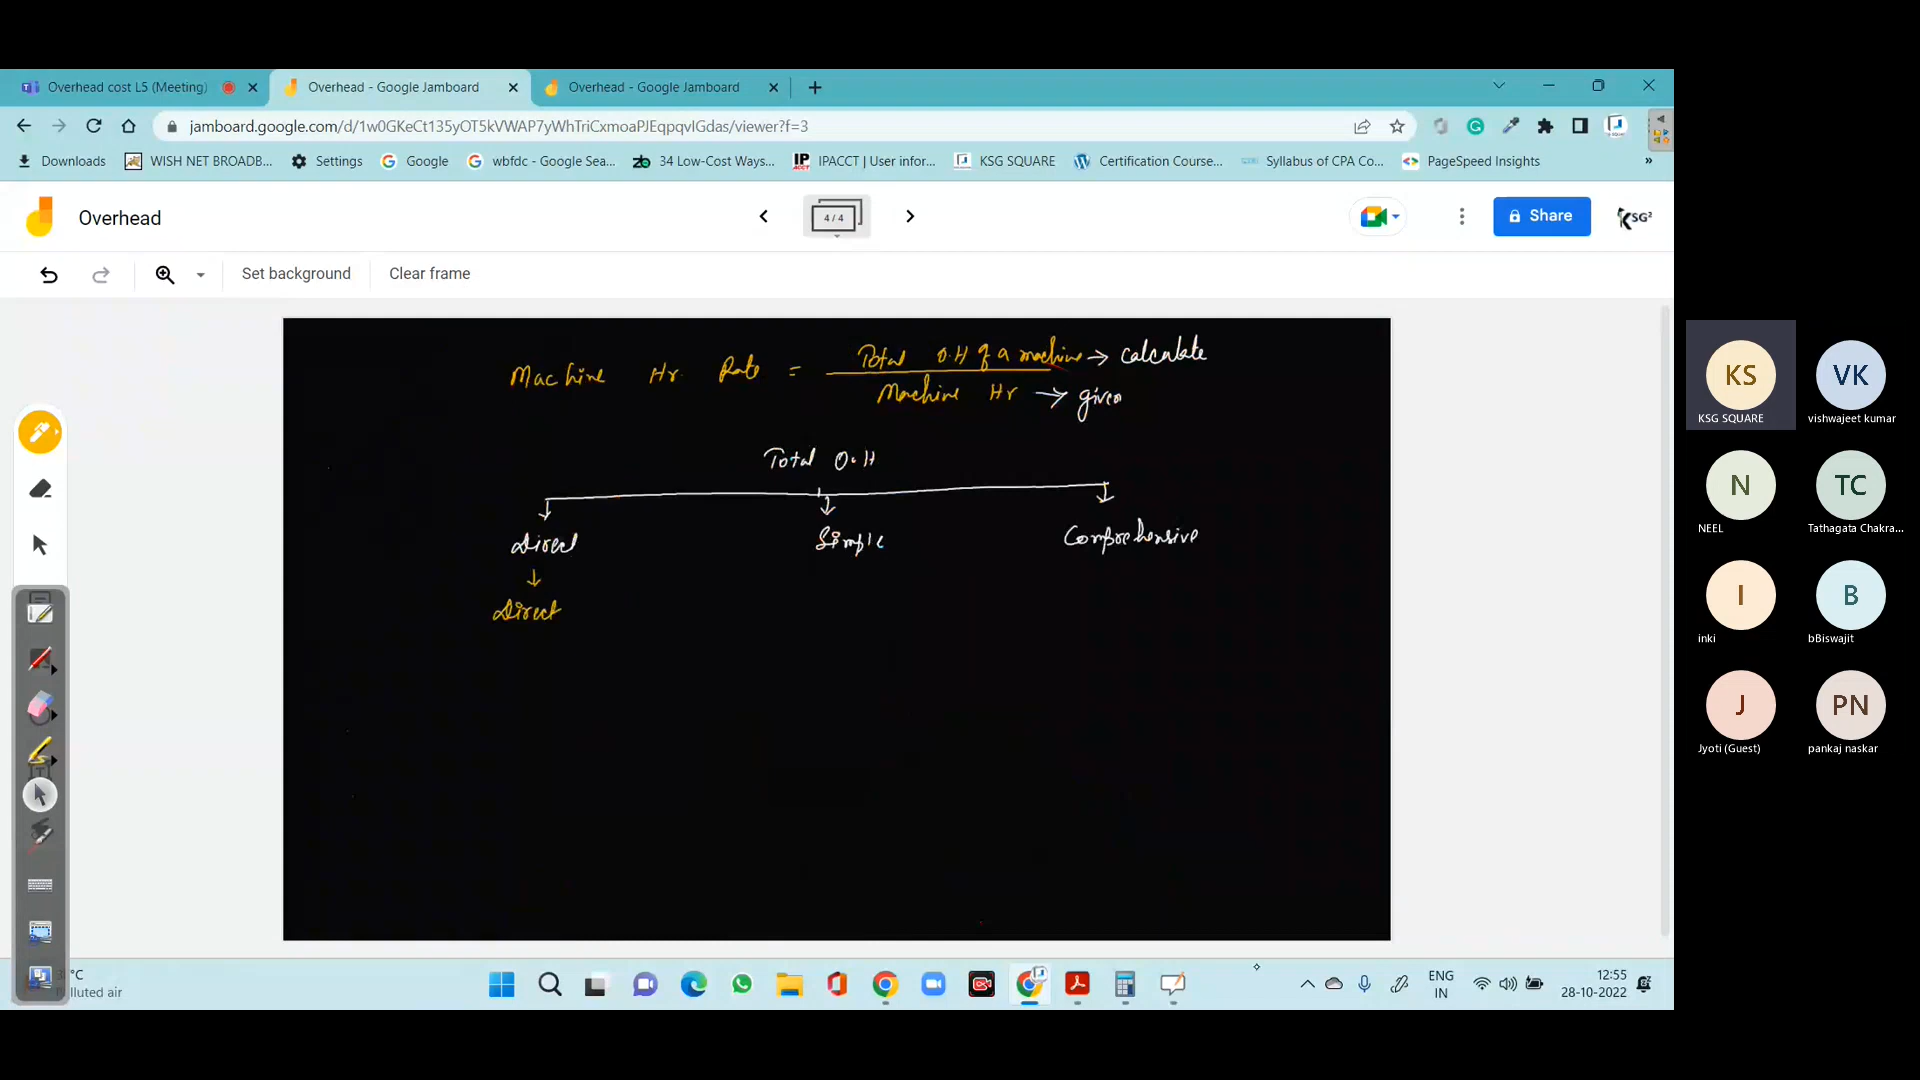 Overhead cost L5 (Meeting)
Overhead - Google Jamboard
Overhead - Google Jamboard
jamboard.google.com/d/1w0GKeCt135yOT5kVWAP7yWhTriCxmoaPJEqpqvIGdas/viewer?f=3
Downloads
WISH NET BROADB...
Settings
Google
wbfdc - Google Sea...
34 Low-Cost Ways...
IPACCT | User infor...
KSG SQUARE
Certification Course...
Syllabus of CPA Co...
PageSpeed Insights
Overhead
4 / 4
Share
KSG²
Set background
Clear frame
Machine Hr. Rate = Total O.H of a machine → calculate
Machine Hr → given
Total O.H
Direct
Simple
Comprehensive
Direct
KS
KSG SQUARE
VK
vishwajeet kumar
N
NEEL
TC
Tathagata Chakra...
I
inki
B
bBiswajit
J
Jyoti (Guest)
PN
pankaj naskar
ENG
IN
12:55
28-10-2022